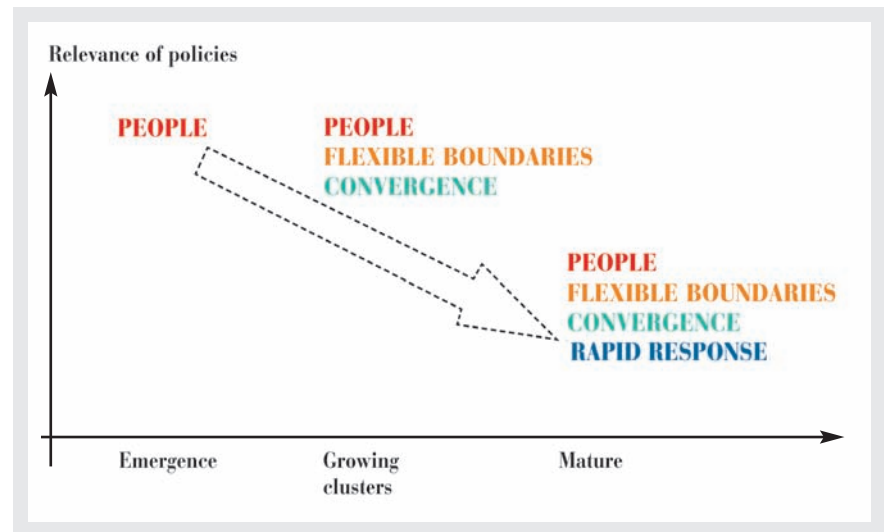 Relevance of policies
PEOPLE
PEOPLE
FLEXIBLE BOUNDARIES
CONVERGENCE
PEOPLE
FLEXIBLE BOUNDARIES
CONVERGENCE
RAPID RESPONSE
Emergence
Growing
clusters
Mature